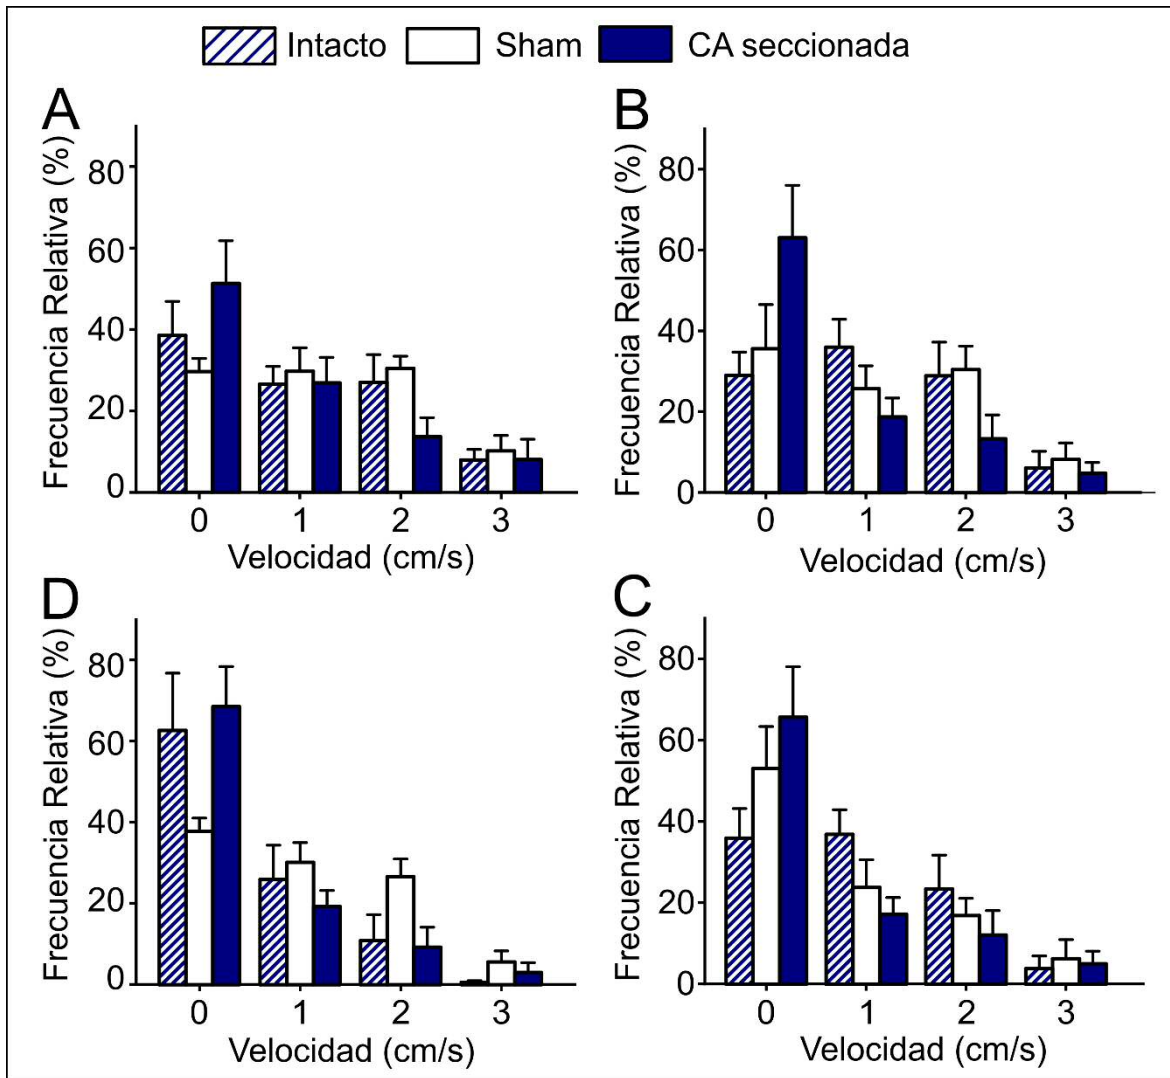 Intacto Sham CA seccionada
A
Frecuencia Relativa (%)
80
60
40
20
0
0 1 2 3
Velocidad (cm/s)
B
Frecuencia Relativa (%)
80
60
40
20
0
0 1 2 3
Velocidad (cm/s)
D
Frecuencia Relativa (%)
80
60
40
20
0
0 1 2 3
Velocidad (cm/s)
C
Frecuencia Relativa (%)
80
60
40
20
0
0 1 2 3
Velocidad (cm/s)